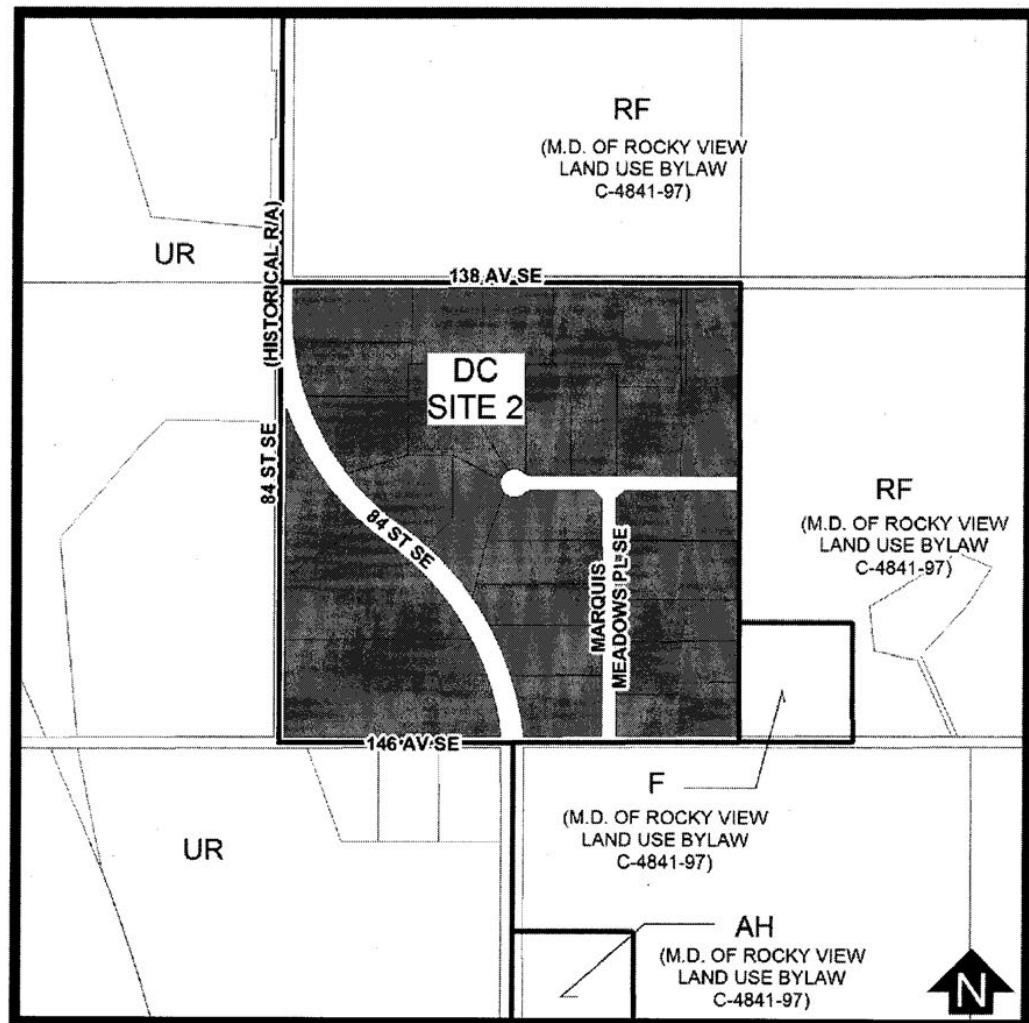 RF
(M.D. OF ROCKY VIEW
LAND USE BYLAW
C-4841-97)
UR
(HISTORICAL R/A)
138 AV SE
DC
SITE 2
84 ST SE
84 ST SE
RF
(M.D. OF ROCKY VIEW
LAND USE BYLAW
C-4841-97)
MARQUIS
MEADOWS PL SE
146 AV SE
F
(M.D. OF ROCKY VIEW
LAND USE BYLAW
C-4841-97)
UR
AH
(M.D. OF ROCKY VIEW
LAND USE BYLAW
C-4841-97)
N